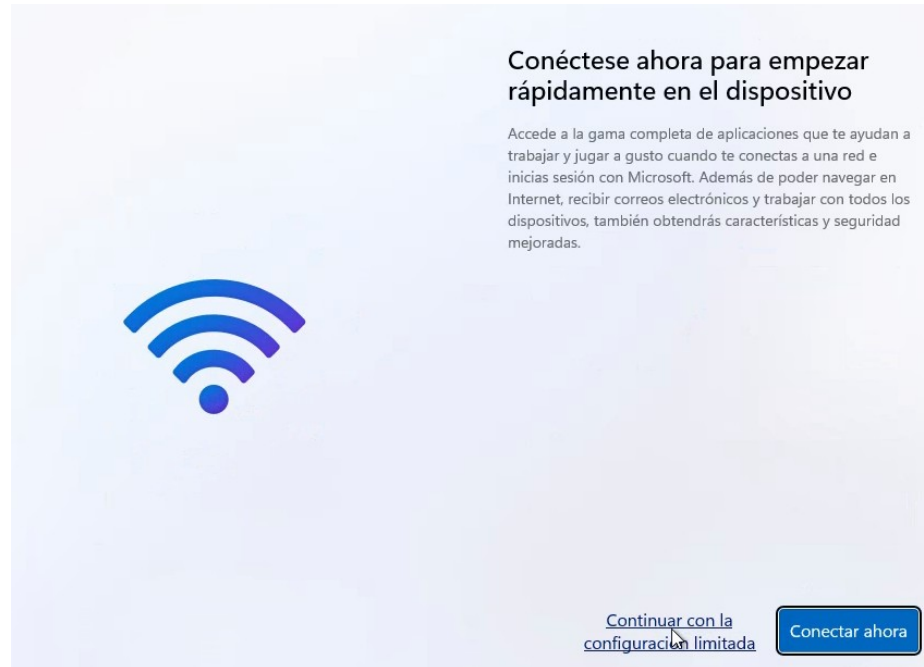 Conéctese ahora para empezar
rápidamente en el dispositivo
Accede a la gama completa de aplicaciones que te ayudan a
trabajar y jugar a gusto cuando te conectas a una red e
inicias sesión con Microsoft. Además de poder navegar en
Internet, recibir correos electrónicos y trabajar con todos los
dispositivos, también obtendrás características y seguridad
mejoradas.
Continuar con la
configuración limitada
Conectar ahora